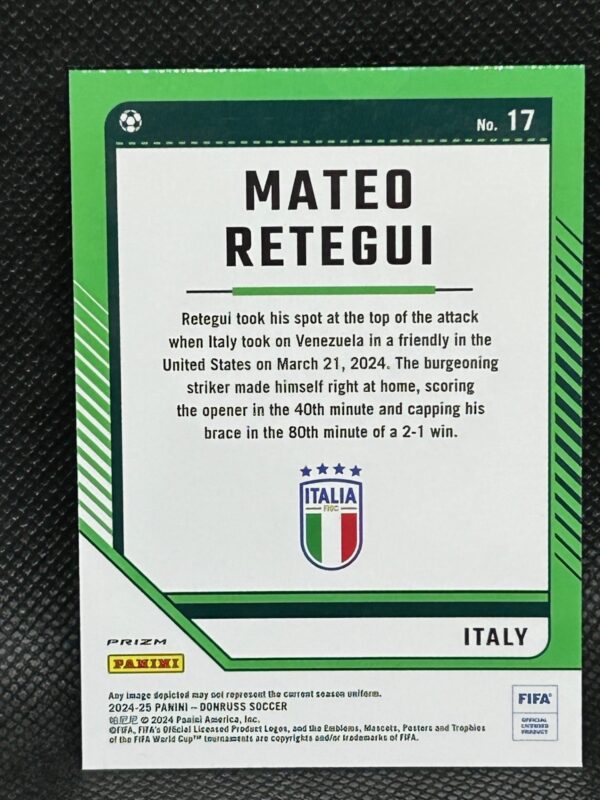 No. 17
MATEO
RETEGUI
Retegui took his spot at the top of the attack
when Italy took on Venezuela in a friendly in the
United States on March 21, 2024. The burgeoning
striker made himself right at home, scoring
the opener in the 40th minute and capping his
brace in the 80th minute of a 2-1 win.
ITALIA
FIGC
ITALY
PRIZM
PANINI
Any image depicted may not represent the current season uniform.
2024-25 PANINI – DONRUSS SOCCER
帕尼尼 © 2024 Panini America, Inc.
©FIFA, FIFA's Official Licensed Product Logos, and the Emblems, Mascots, Posters and Trophies
of the FIFA World Cup™ tournaments are copyrights and/or trademarks of FIFA.
FIFA®
OFFICIAL
LICENSED
PRODUCT